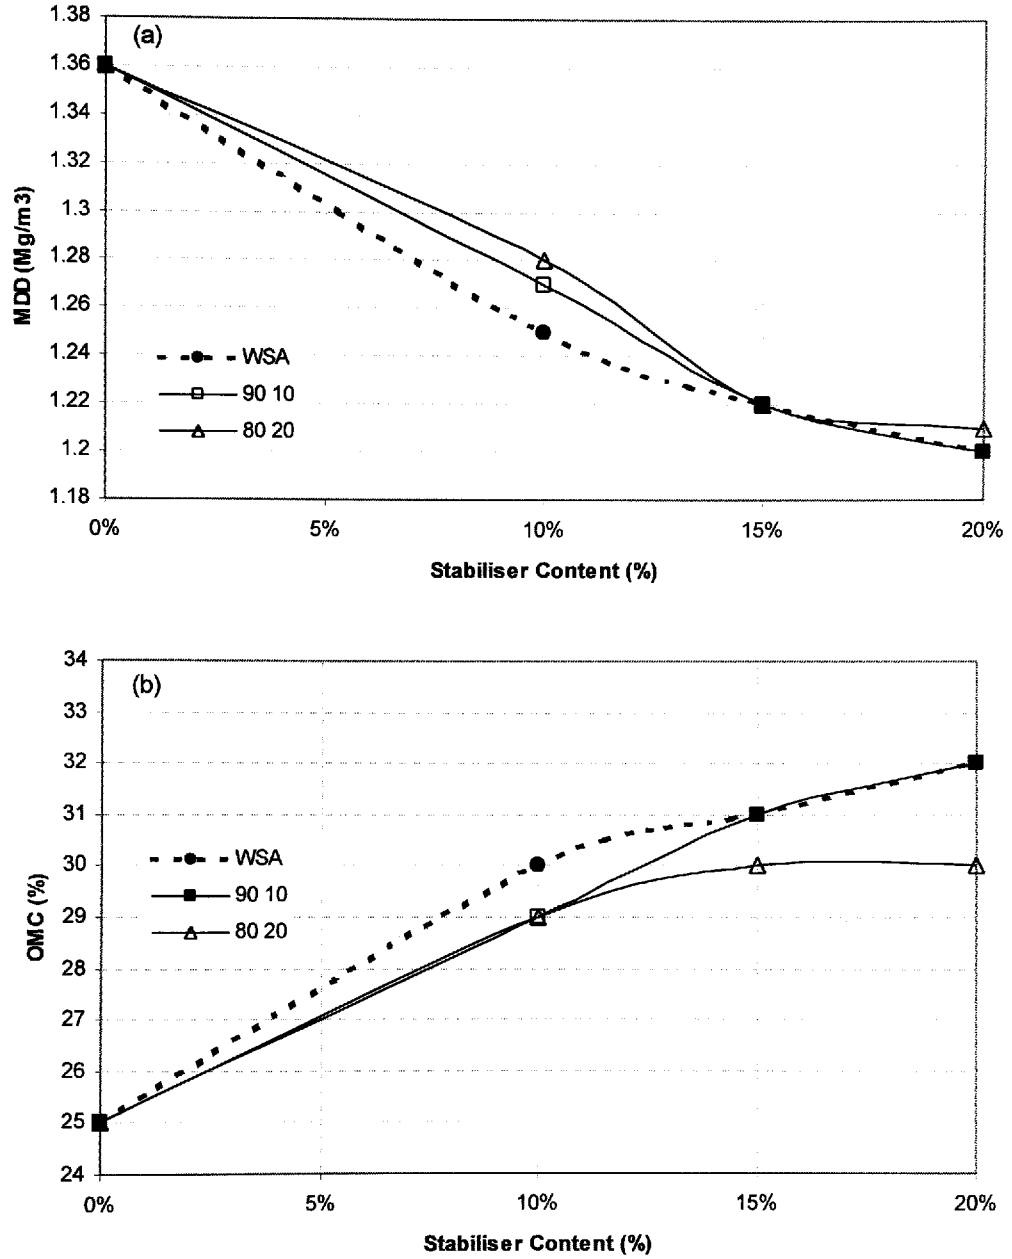 (a)
1.38
1.36
1.34
1.32
1.3
1.28
1.26
1.24
1.22
1.2
1.18
MDD (Mg/m3)
WSA
90 10
80 20
0% 5% 10% 15% 20%
Stabiliser Content (%)
(b)
34
33
32
31
30
29
28
27
26
25
24
OMC (%)
WSA
90 10
80 20
0% 5% 10% 15% 20%
Stabiliser Content (%)